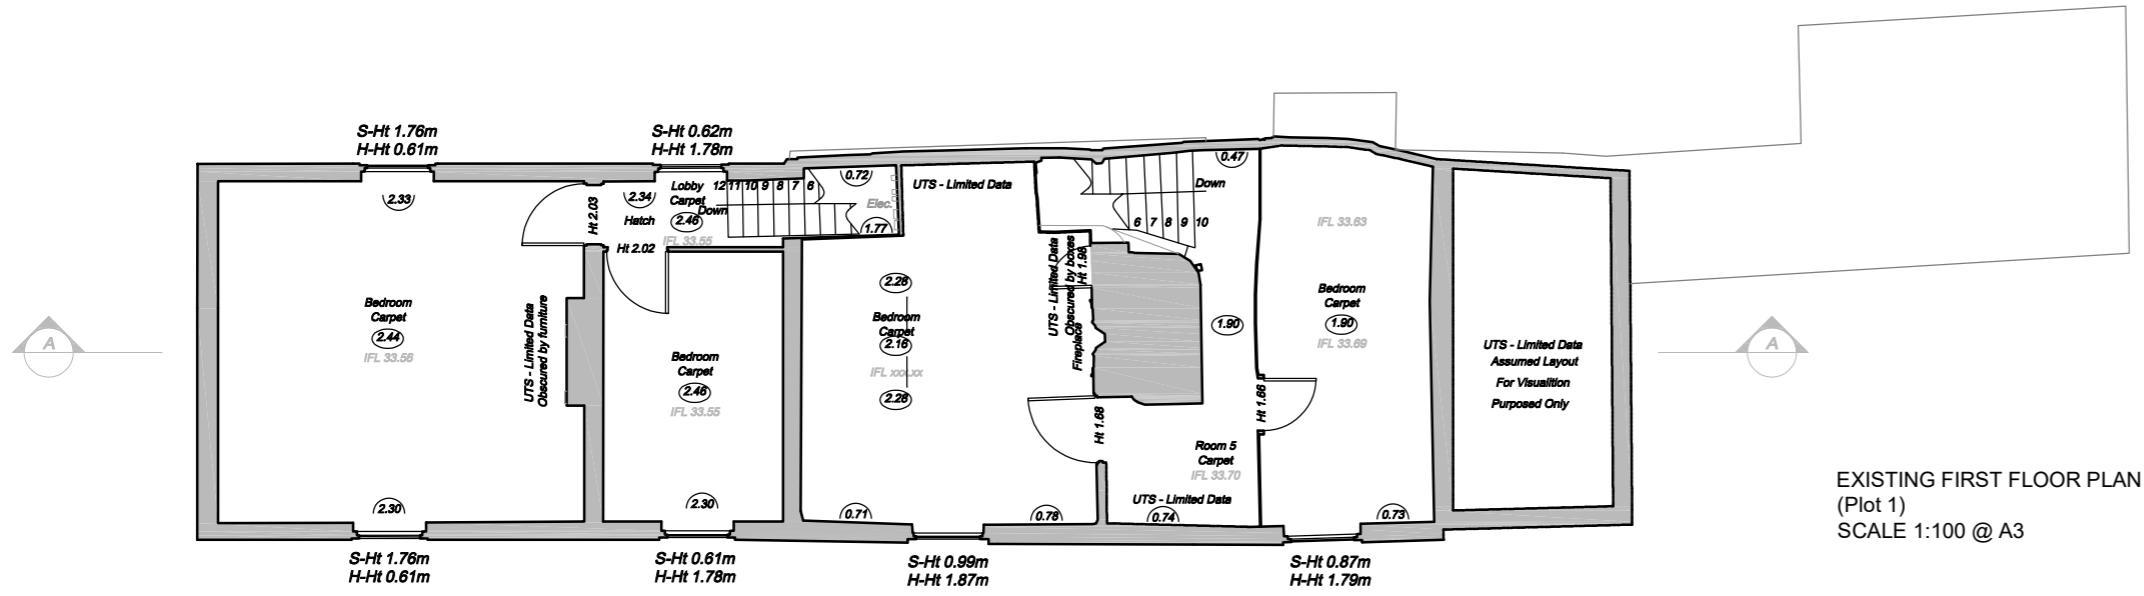 S-Ht 1.76m
H-Ht 0.61m
S-Ht 0.62m
H-Ht 1.78m
2.33
Ht 2.03
2.34
Hatch
Lobby
Carpet
2.46
IFL 33.55
Down
12 11 10 9 8 7 6
Ht 2.02
0.72
Elec.
1.77
UTS - Limited Data
Down
6 7 8 9 10
0.47
IFL 33.63
Bedroom
Carpet
2.44
IFL 33.56
UTS - Limited Data
Obscured by furniture
Bedroom
Carpet
2.46
IFL 33.55
2.28
Bedroom
Carpet
2.16
IFL xxx.xx
2.28
UTS - Limited Data
Obscured by boxes
Ht 1.98
Fireplace
1.90
Bedroom
Carpet
1.90
IFL 33.69
UTS - Limited Data
Assumed Layout
For Visualition
Purposed Only
A
A
Ht 1.68
Ht 1.66
Room 5
Carpet
IFL 33.70
UTS - Limited Data
2.30
2.30
0.71
0.78
0.74
0.73
S-Ht 1.76m
H-Ht 0.61m
S-Ht 0.61m
H-Ht 1.78m
S-Ht 0.99m
H-Ht 1.87m
S-Ht 0.87m
H-Ht 1.79m
EXISTING FIRST FLOOR PLAN
(Plot 1)
SCALE 1:100 @ A3